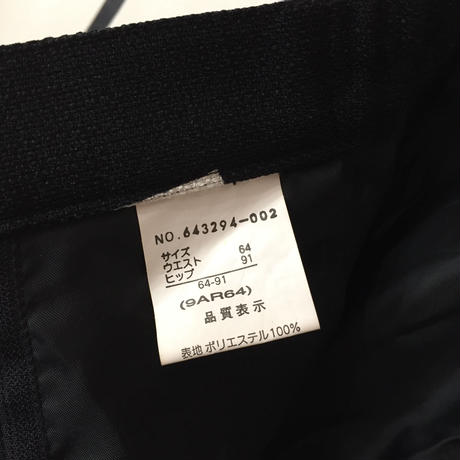 NO.643294-002
サイズ
ウエスト 64
ヒップ 91
64-91
(9AR64)
品質表示
表地 ポリエステル100%